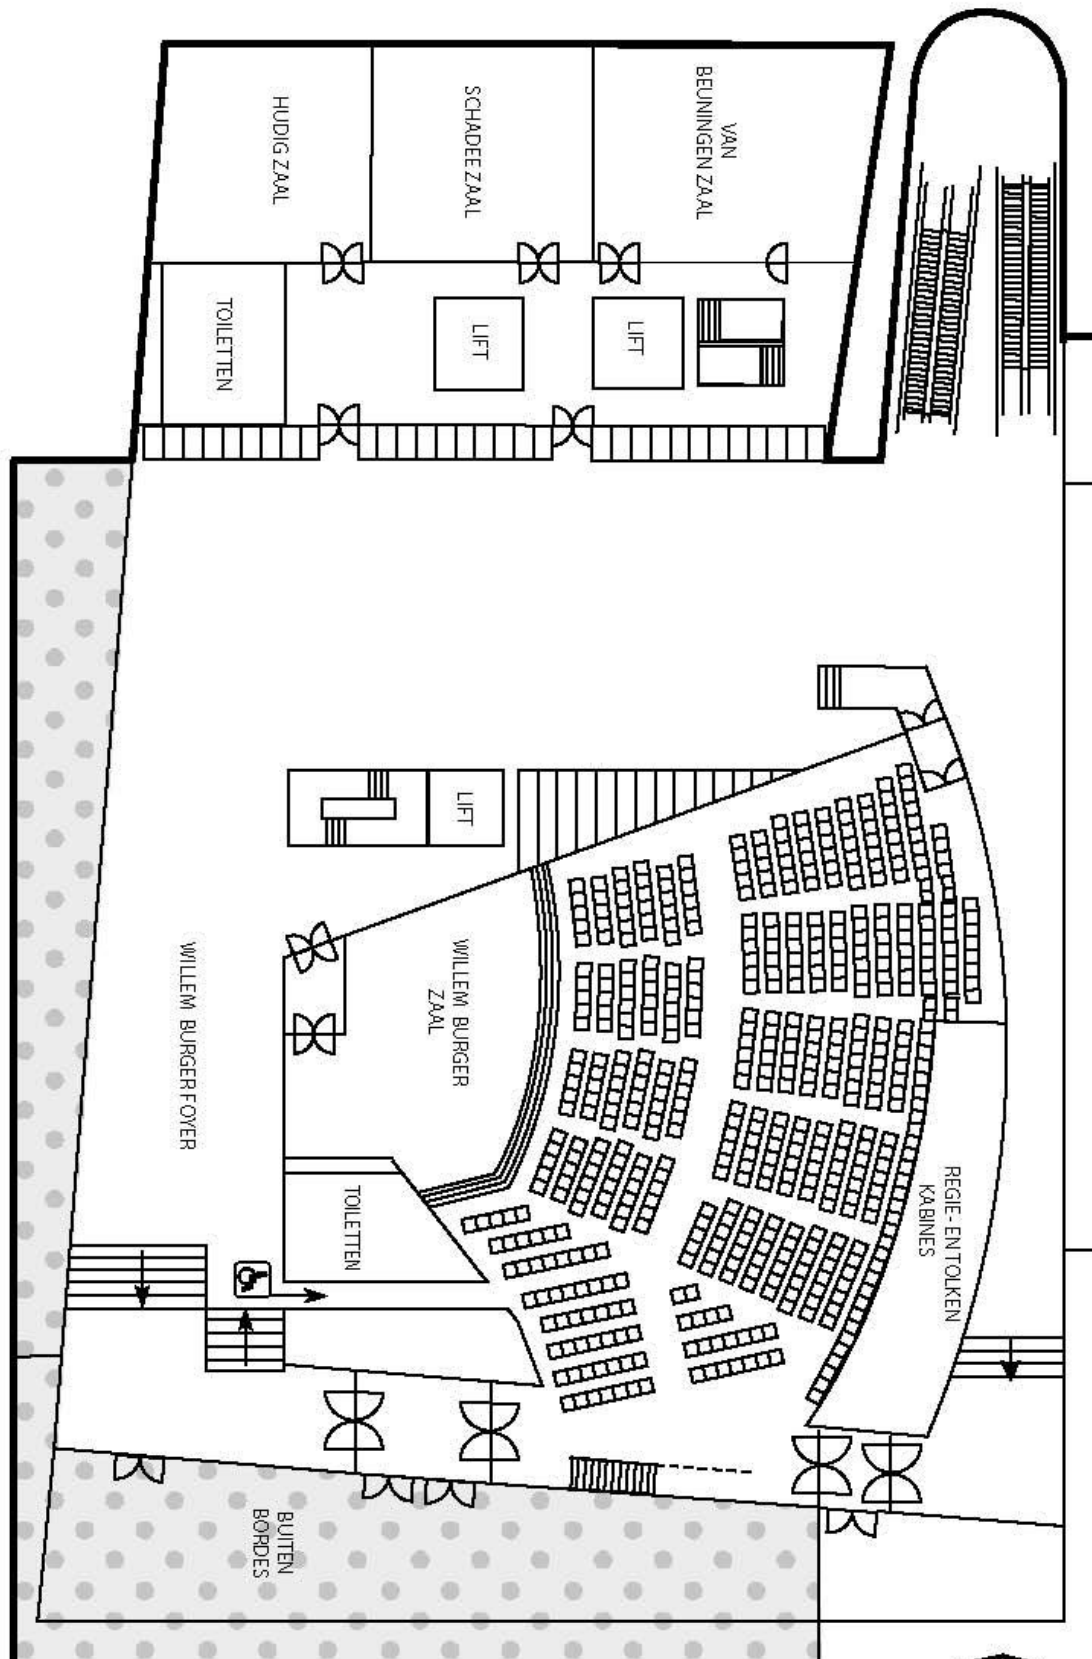 HUDIG ZAAL
SCHADEE ZAAL
VAN
BEUNINGEN ZAAL
TOILETTEN
LIFT
LIFT
LIFT
WILLEM BURGER
ZAAL
WILLEM BURGER FOYER
TOILETTEN
REGIE- EN TOLKEN
KABINES
BUITEN
BORDES